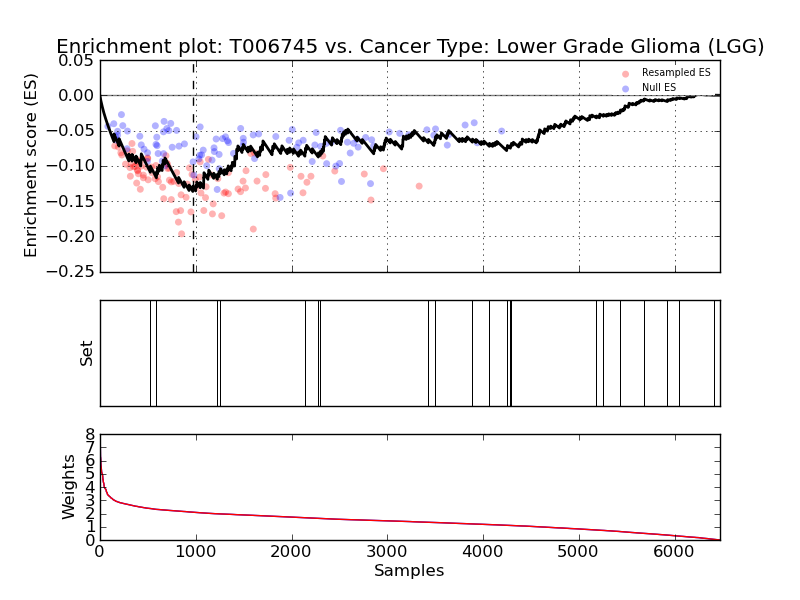 Enrichment plot: T006745 vs. Cancer Type: Lower Grade Glioma (LGG)
Enrichment score (ES)
0.05
0.00
−0.05
−0.10
−0.15
−0.20
−0.25
Resampled ES
Null ES
Set
Weights
8
7
6
5
4
3
2
1
0
0 1000 2000 3000 4000 5000 6000
Samples